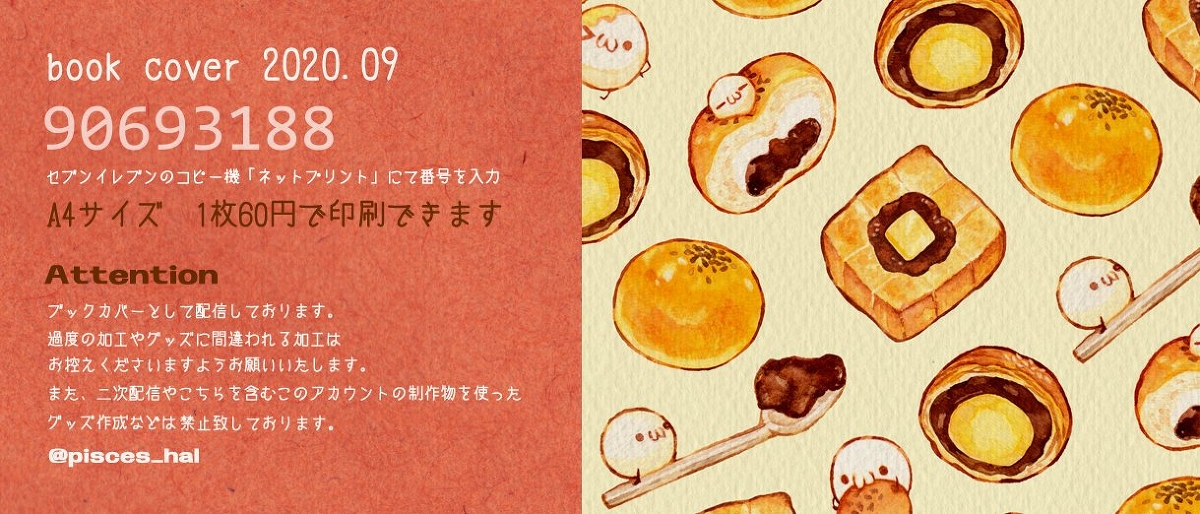 book cover 2020.09
90693188
セブンイレブンのコピー機「ネットプリント」にて番号を入力
A4サイズ　1枚60円で印刷できます
Attention
ブックカバーとして配信しております。
過度の加工やグッズに間違われる加工は
お控えくださいますようお願いいたします。
また、二次配信やこちらを含むこのアカウントの制作物を使った
グッズ作成などは禁止致しております。
@pisces_hal